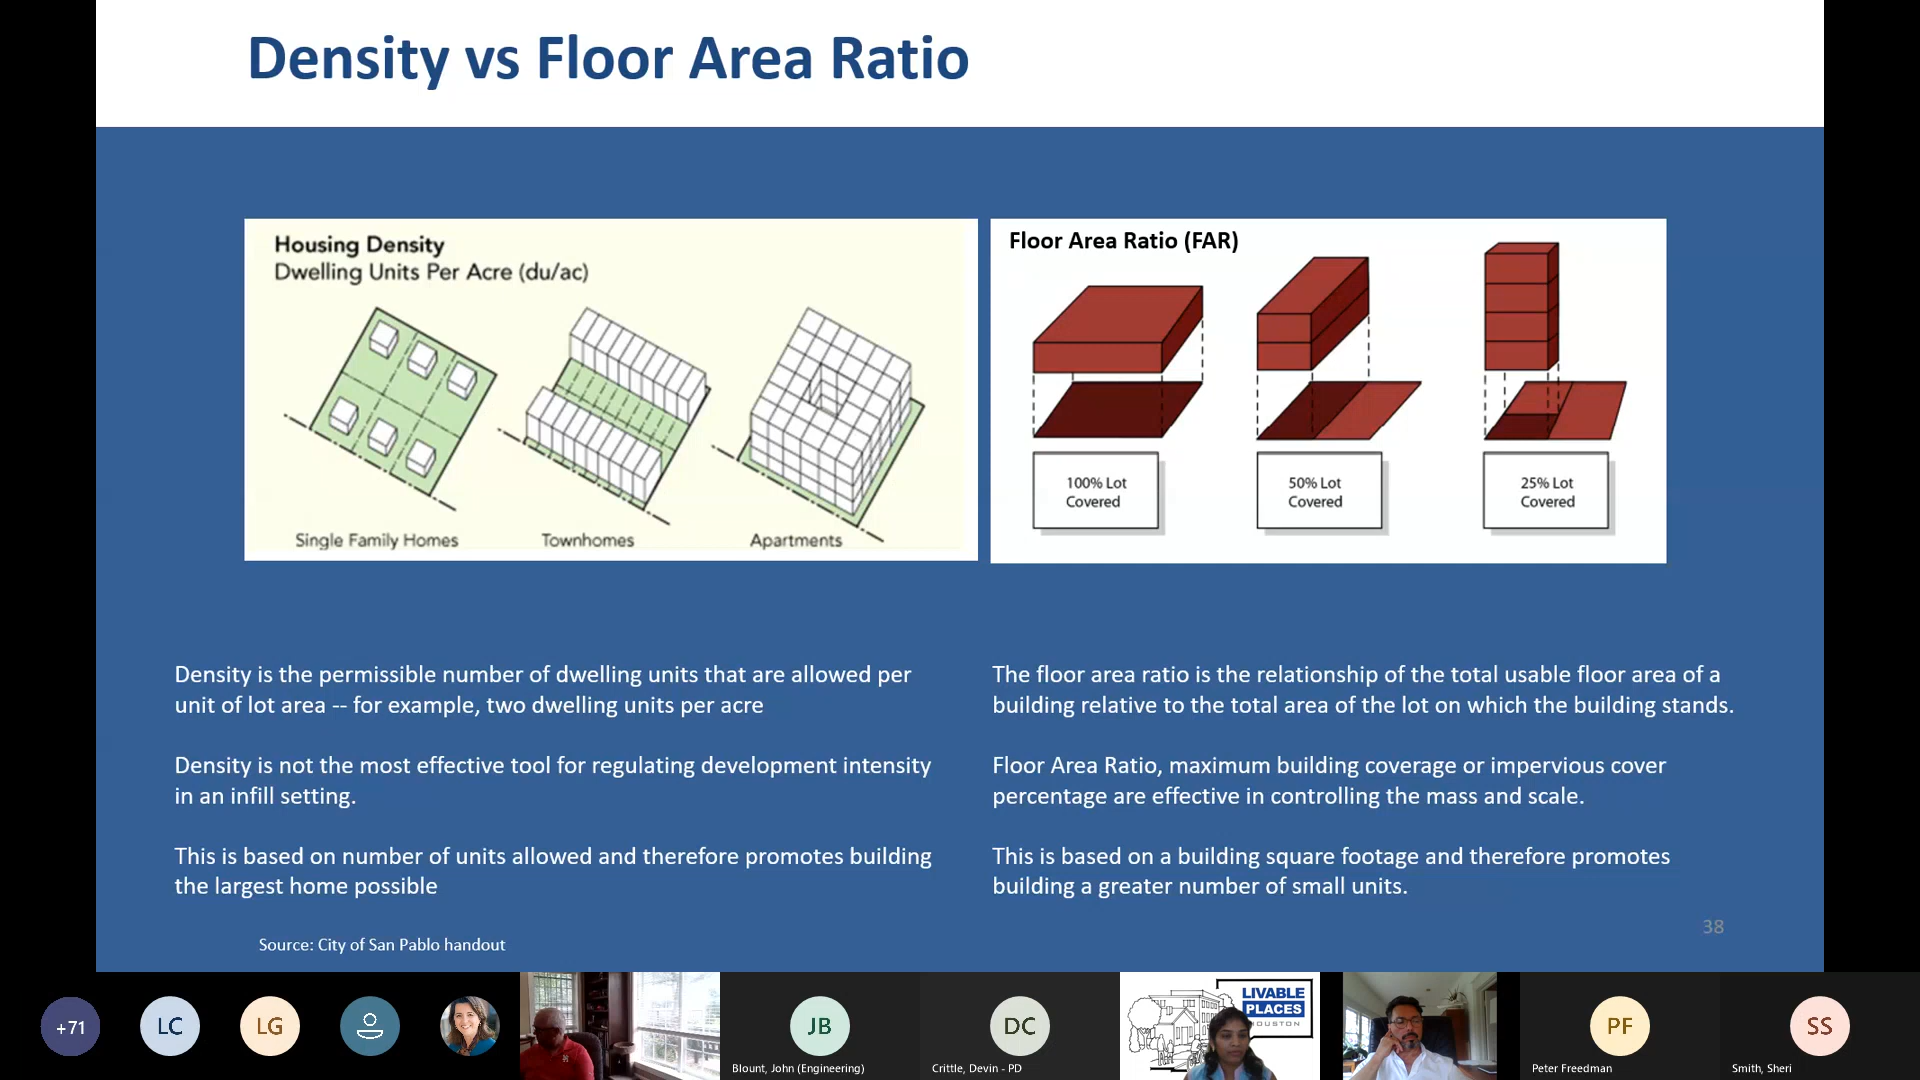 Density vs Floor Area Ratio
Housing Density
Dwelling Units Per Acre (du/ac)
Single Family Homes
Townhomes
Apartments
Floor Area Ratio (FAR)
100% Lot
Covered
50% Lot
Covered
25% Lot
Covered
Density is the permissible number of dwelling units that are allowed per
unit of lot area -- for example, two dwelling units per acre
Density is not the most effective tool for regulating development intensity
in an infill setting.
This is based on number of units allowed and therefore promotes building
the largest home possible
The floor area ratio is the relationship of the total usable floor area of a
building relative to the total area of the lot on which the building stands.
Floor Area Ratio, maximum building coverage or impervious cover
percentage are effective in controlling the mass and scale.
This is based on a building square footage and therefore promotes
building a greater number of small units.
38
Source: City of San Pablo handout
+71
LC
LG
JB
Blount, John (Engineering)
DC
Crittle, Devin - PD
LIVABLE
PLACES
HOUSTON
PF
Peter Freedman
SS
Smith, Sheri